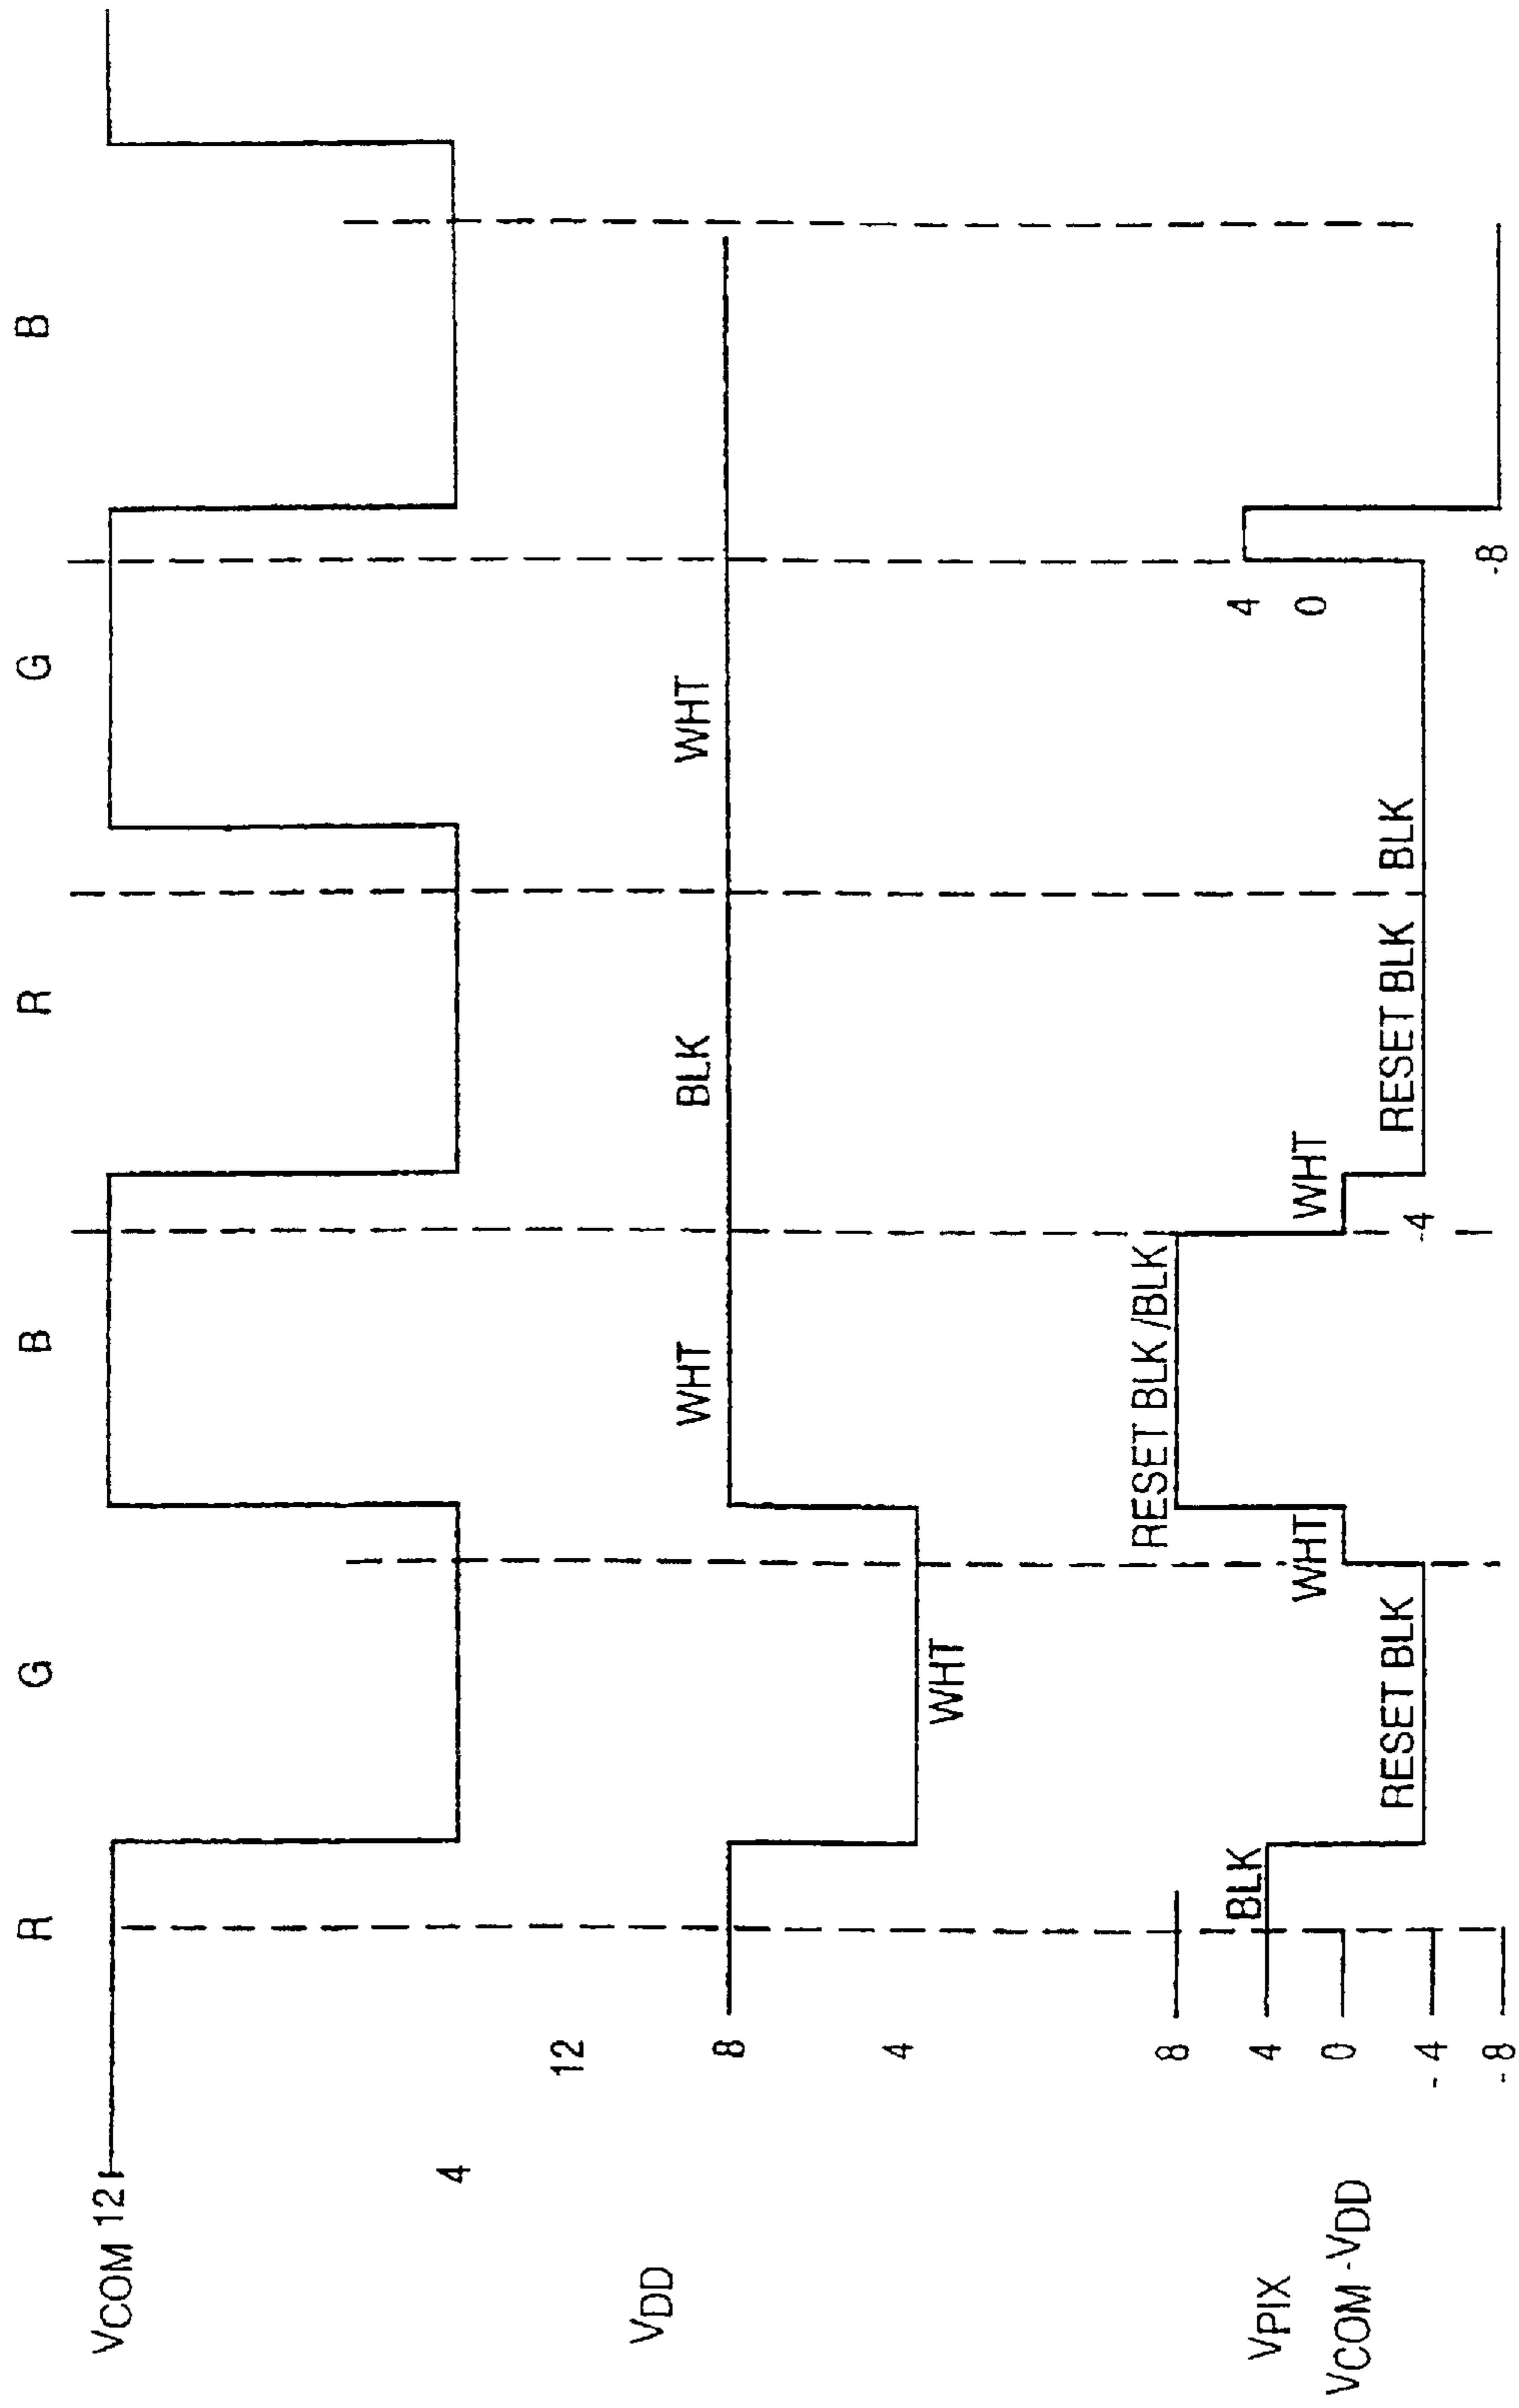 R G B R G B
VCOM 12
4
VDD
12
8
4
WHT
WHT
BLK
WHT
VPIX
VCOM - VDD
8
4
0
- 4
- 8
BLK
RESET BLK
WHT
RESET BLK /BLK
WHT
-4
RESET BLK
BLK
4
0
-8